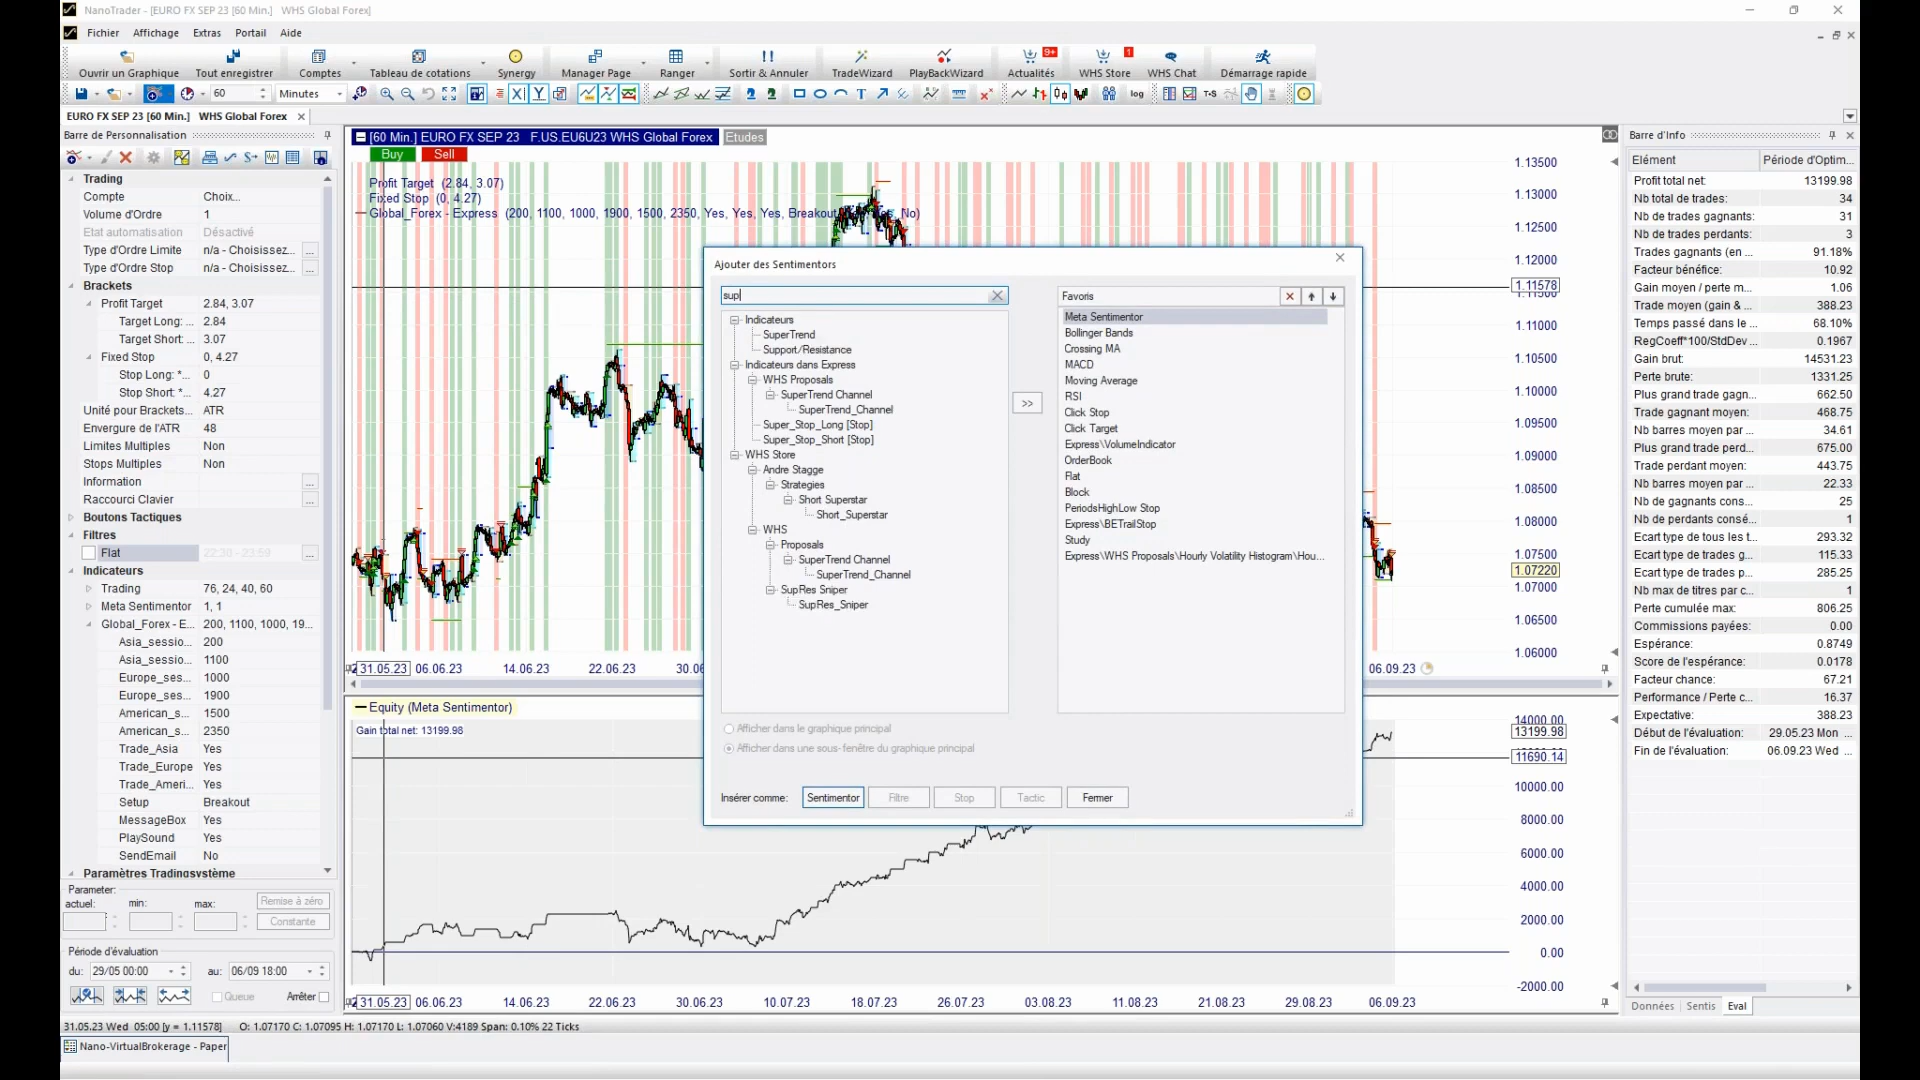 NanoTrader - [EURO FX SEP 23 [60 Min.] WHS Global Forex]
Fichier Affichage Extras Portail Aide
9+ 1
Ouvrir un Graphique Tout enregistrer Comptes Tableau de cotations Synergy Manager Page Ranger Sortir & Annuler TradeWizard PlayBackWizard Actualités WHS Store WHS Chat Démarrage rapide
60 Minutes log T+S
EURO FX SEP 23 [60 Min.] WHS Global Forex
Barre de Personnalisation
Trading
Compte Choix...
Volume d'Ordre 1
Etat automatisation Désactivé
Type d'Ordre Limite n/a - Choisissez... ...
Type d'Ordre Stop n/a - Choisissez... ...
Brackets
Profit Target 2.84, 3.07
Target Long: ... 2.84
Target Short: ... 3.07
Fixed Stop 0, 4.27
Stop Long: *... 0
Stop Short: *... 4.27
Unité pour Brackets... ATR
Envergure de l'ATR 48
Limites Multiples Non
Stops Multiples Non
Information ...
Raccourci Clavier ...
Boutons Tactiques
Filtres
Flat 22:30 - 23:59 ...
Indicateurs
Trading 76, 24, 40, 60
Meta Sentimentor 1, 1
Global_Forex - E... 200, 1100, 1000, 19...
Asia_sessio... 200
Asia_sessio... 1100
Europe_ses... 1000
Europe_ses... 1900
American_s... 1500
American_s... 2350
Trade_Asia Yes
Trade_Europe Yes
Trade_Ameri... Yes
Setup Breakout
MessageBox Yes
PlaySound Yes
SendEmail No
Paramètres Tradingsystème
Parameter:
actuel: min: max: Remise à zéro
Constante
Période d'évaluation
du: 29/05 00:00 au: 06/09 18:00
Queue Arrêter
[60 Min.] EURO FX SEP 23 F.US.EU6U23 WHS Global Forex Etudes
Buy Sell
Profit Target (2.84, 3.07)
Fixed Stop (0, 4.27)
Global_Forex - Express (200, 1100, 1000, 1900, 1500, 2350, Yes, Yes, Yes, Breakout, No)
1.13500
1.13000
1.12500
1.12000
1.11578
1.11500
1.11000
1.10500
1.10000
1.09500
1.09000
1.08500
1.08000
1.07500
1.07220
1.07000
1.06500
1.06000
31.05.23 06.06.23 14.06.23 22.06.23 30.06 06.09.23
Equity (Meta Sentimentor)
Gain total net: 13199.98
14000.00
13199.98
11690.14
10000.00
8000.00
6000.00
4000.00
2000.00
0.00
-2000.00
31.05.23 06.06.23 14.06.23 22.06.23 30.06.23 10.07.23 18.07.23 26.07.23 03.08.23 11.08.23 21.08.23 29.08.23 06.09.23
Ajouter des Sentimentors
sup
Indicateurs
SuperTrend
Support/Resistance
Indicateurs dans Express
WHS Proposals
SuperTrend Channel
SuperTrend_Channel
Super_Stop_Long [Stop]
Super_Stop_Short [Stop]
WHS Store
Andre Stagge
Strategies
Short Superstar
Short_Superstar
WHS
Proposals
SuperTrend Channel
SuperTrend_Channel
SupRes Sniper
SupRes_Sniper
>>
Favoris
Meta Sentimentor
Bollinger Bands
Crossing MA
MACD
Moving Average
RSI
Click Stop
Click Target
Express\VolumeIndicator
OrderBook
Flat
Block
PeriodsHighLow Stop
Express\BETrailStop
Study
Express\WHS Proposals\Hourly Volatility Histogram\Hou...
Afficher dans le graphique principal
Afficher dans une sous-fenêtre du graphique principal
Insérer comme: Sentimentor Filtre Stop Tactic Fermer
Barre d'Info
Elément Période d'Optim...
Profit total net: 13199.98
Nb total de trades: 34
Nb de trades gagnants: 31
Nb de trades perdants: 3
Trades gagnants (en ... 91.18%
Facteur bénéfice: 10.92
Gain moyen / perte m... 1.06
Trade moyen (gain & ... 388.23
Temps passé dans le ... 68.10%
RegCoeff*100/StdDev ... 0.1967
Gain brut: 14531.23
Perte brute: 1331.25
Plus grand trade gagn... 662.50
Trade gagnant moyen: 468.75
Nb barres moyen par ... 34.61
Plus grand trade perd... 675.00
Trade perdant moyen: 443.75
Nb barres moyen par ... 22.33
Nb de gagnants cons... 25
Nb de perdants consé... 1
Ecart type de tous les t... 293.32
Ecart type de trades g... 115.33
Ecart type de trades p... 285.25
Nb max de titres par c... 1
Perte cumulée max: 806.25
Commissions payées: 0.00
Espérance: 0.8749
Score de l'espérance: 0.0178
Facteur chance: 67.21
Performance / Perte c... 16.37
Expectative: 388.23
Début de l'évaluation: 29.05.23 Mon ...
Fin de l'évaluation: 06.09.23 Wed ...
Données Sentis Eval
31.05.23 Wed 05:00 [y = 1.11578] O: 1.07170 C: 1.07095 H: 1.07170 L: 1.07060 V:4189 Span: 0.10% 22 Ticks
Nano-VirtualBrokerage - Paper